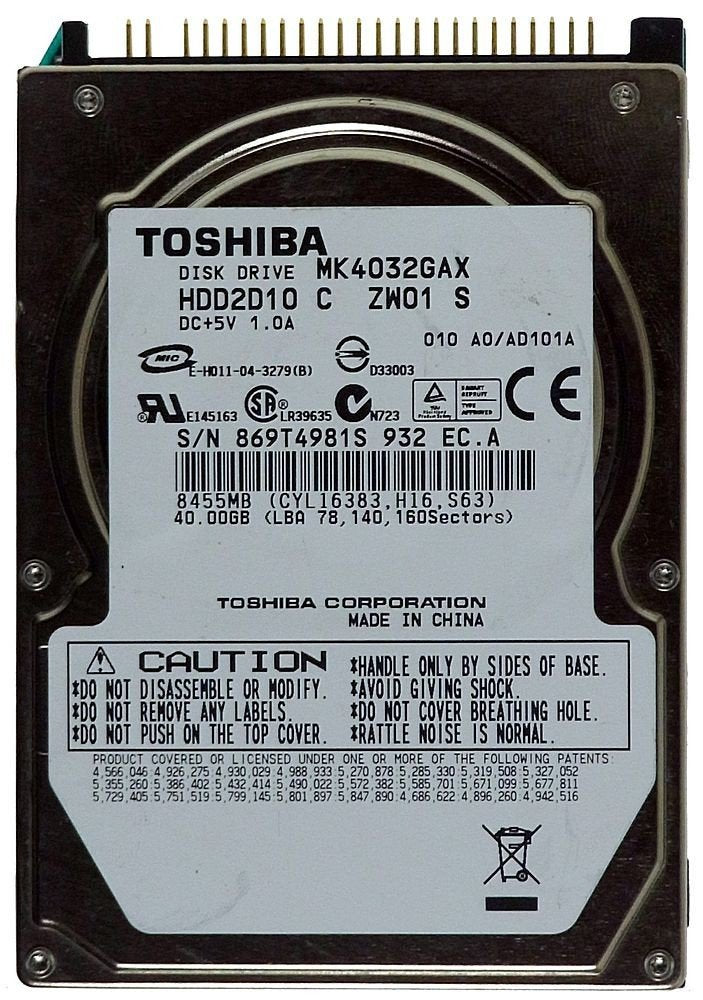 TOSHIBA
DISK DRIVE MK4032GAX
HDD2D10 C ZW01 S
DC+5V 1.0A
010 A0/AD101A
MIC E-H011-04-3279(B) D33003
E145163 LR39635 N723
S/N 869T4981S 932 EC.A
8455MB (CYL16383,H16,S63)
40.00GB (LBA 78,140,160Sectors)
TOSHIBA CORPORATION
MADE IN CHINA
CAUTION
*DO NOT DISASSEMBLE OR MODIFY.
*DO NOT REMOVE ANY LABELS.
*DO NOT PUSH ON THE TOP COVER.
*HANDLE ONLY BY SIDES OF BASE.
*AVOID GIVING SHOCK.
*DO NOT COVER BREATHING HOLE.
*RATTLE NOISE IS NORMAL.
PRODUCT COVERED OR LICENSED UNDER ONE OR MORE OF THE FOLLOWING PATENTS:
4,566,046:4,926,275:4,930,029:4,988,933:5,270,878:5,285,330:5,319,508:5,327,052
5,355,260:5,386,402:5,432,414:5,490,022:5,572,382:5,585,701:5,671,099:5,677,811
5,729,405:5,751,519:5,799,145:5,801,897:5,847,890:4,686,622:4,896,260:4,942,516